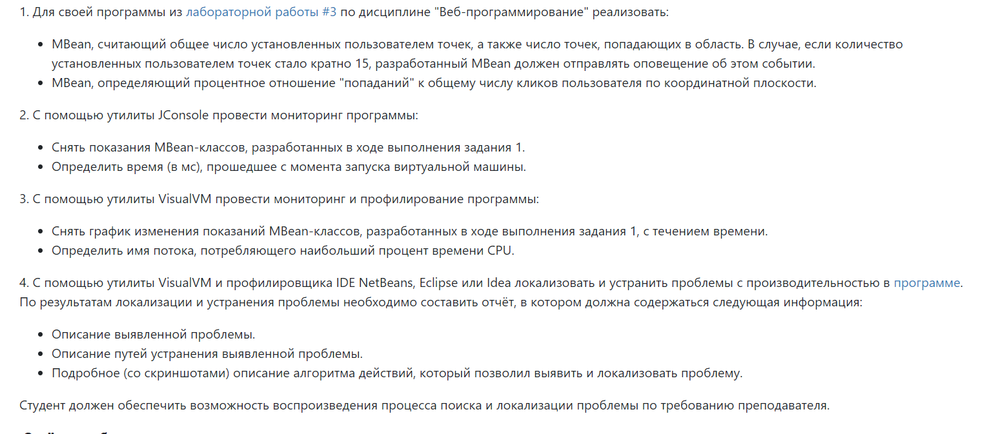 1. Для своей программы из лабораторной работы #3 по дисциплине "Веб-программирование" реализовать:
• MBean, считающий общее число установленных пользователем точек, а также число точек, попадающих в область. В случае, если количество
установленных пользователем точек стало кратно 15, разработанный MBean должен отправлять оповещение об этом событии.
• MBean, определяющий процентное отношение "попаданий" к общему числу кликов пользователя по координатной плоскости.
2. С помощью утилиты JConsole провести мониторинг программы:
• Снять показания MBean-классов, разработанных в ходе выполнения задания 1.
• Определить время (в мс), прошедшее с момента запуска виртуальной машины.
3. С помощью утилиты VisualVM провести мониторинг и профилирование программы:
• Снять график изменения показаний MBean-классов, разработанных в ходе выполнения задания 1, с течением времени.
• Определить имя потока, потребляющего наибольший процент времени CPU.
4. С помощью утилиты VisualVM и профилировщика IDE NetBeans, Eclipse или Idea локализовать и устранить проблемы с производительностью в программе.
По результатам локализации и устранения проблемы необходимо составить отчёт, в котором должна содержаться следующая информация:
• Описание выявленной проблемы.
• Описание путей устранения выявленной проблемы.
• Подробное (со скриншотами) описание алгоритма действий, который позволил выявить и локализовать проблему.
Студент должен обеспечить возможность воспроизведения процесса поиска и локализации проблемы по требованию преподавателя.